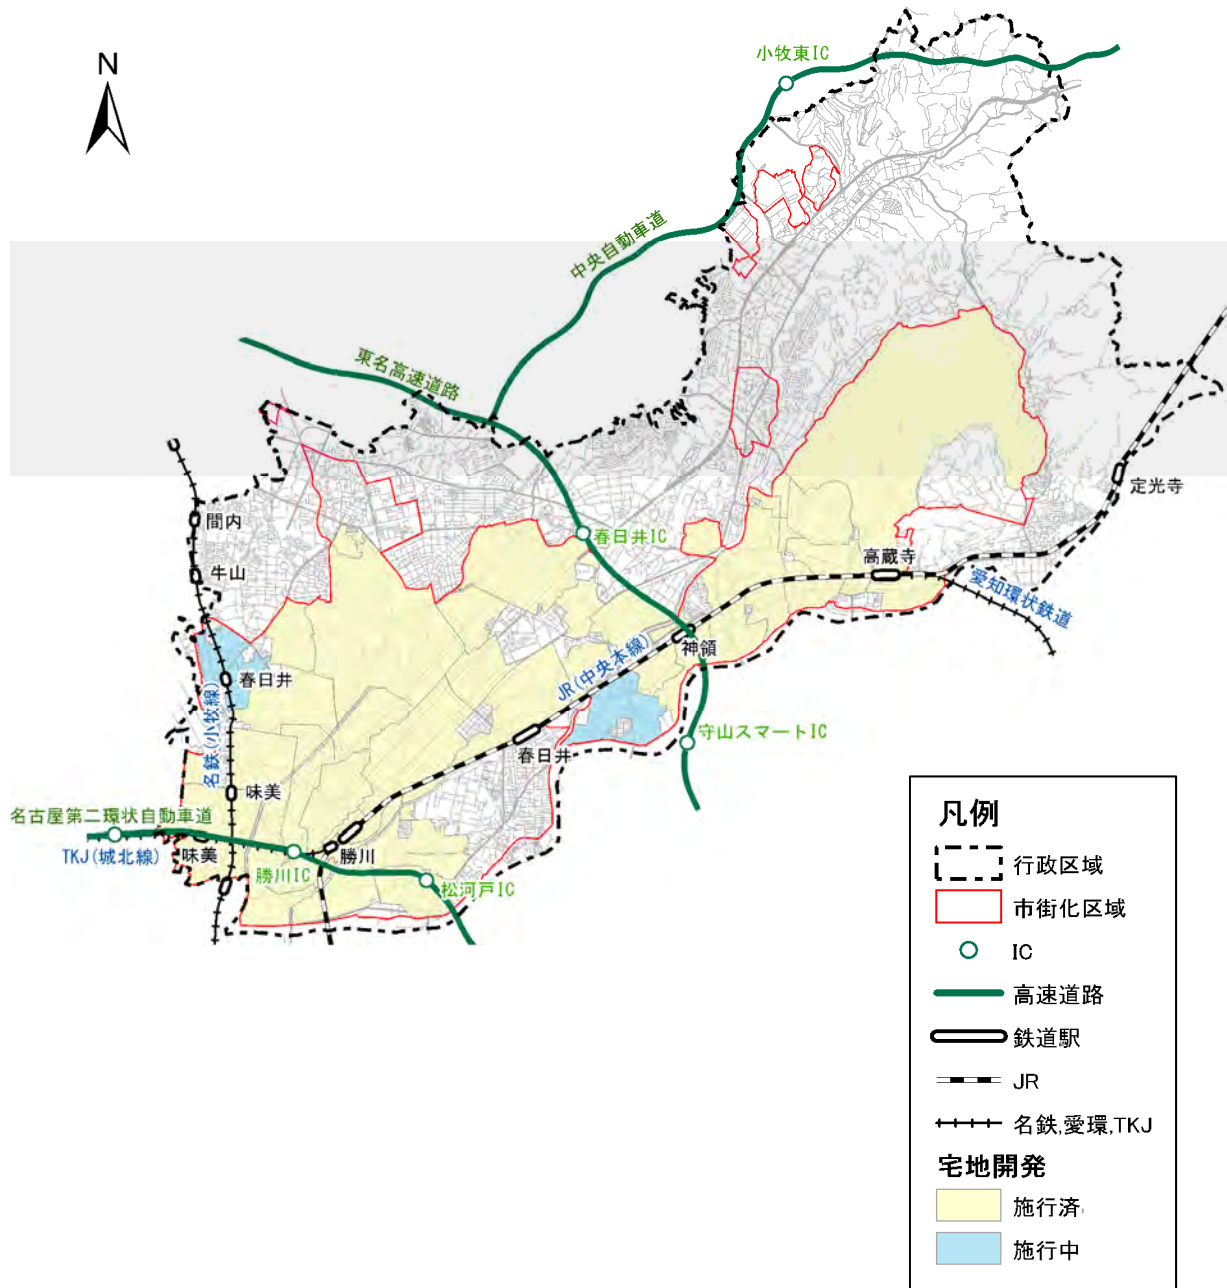 小牧東IC
N
中央自動車道
東名高速道路
定光寺
間内
春日井IC
高蔵寺
牛山
愛知環状鉄道
神領
JR(中央本線)
春日井
名鉄(小牧線)
守山スマートIC
春日井
味美
名古屋第二環状自動車道
TKJ(城北線)
味美
勝川
勝川IC
松河戸IC
凡例
行政区域
市街化区域
IC
高速道路
鉄道駅
JR
名鉄,愛環,TKJ
宅地開発
施行済
施行中